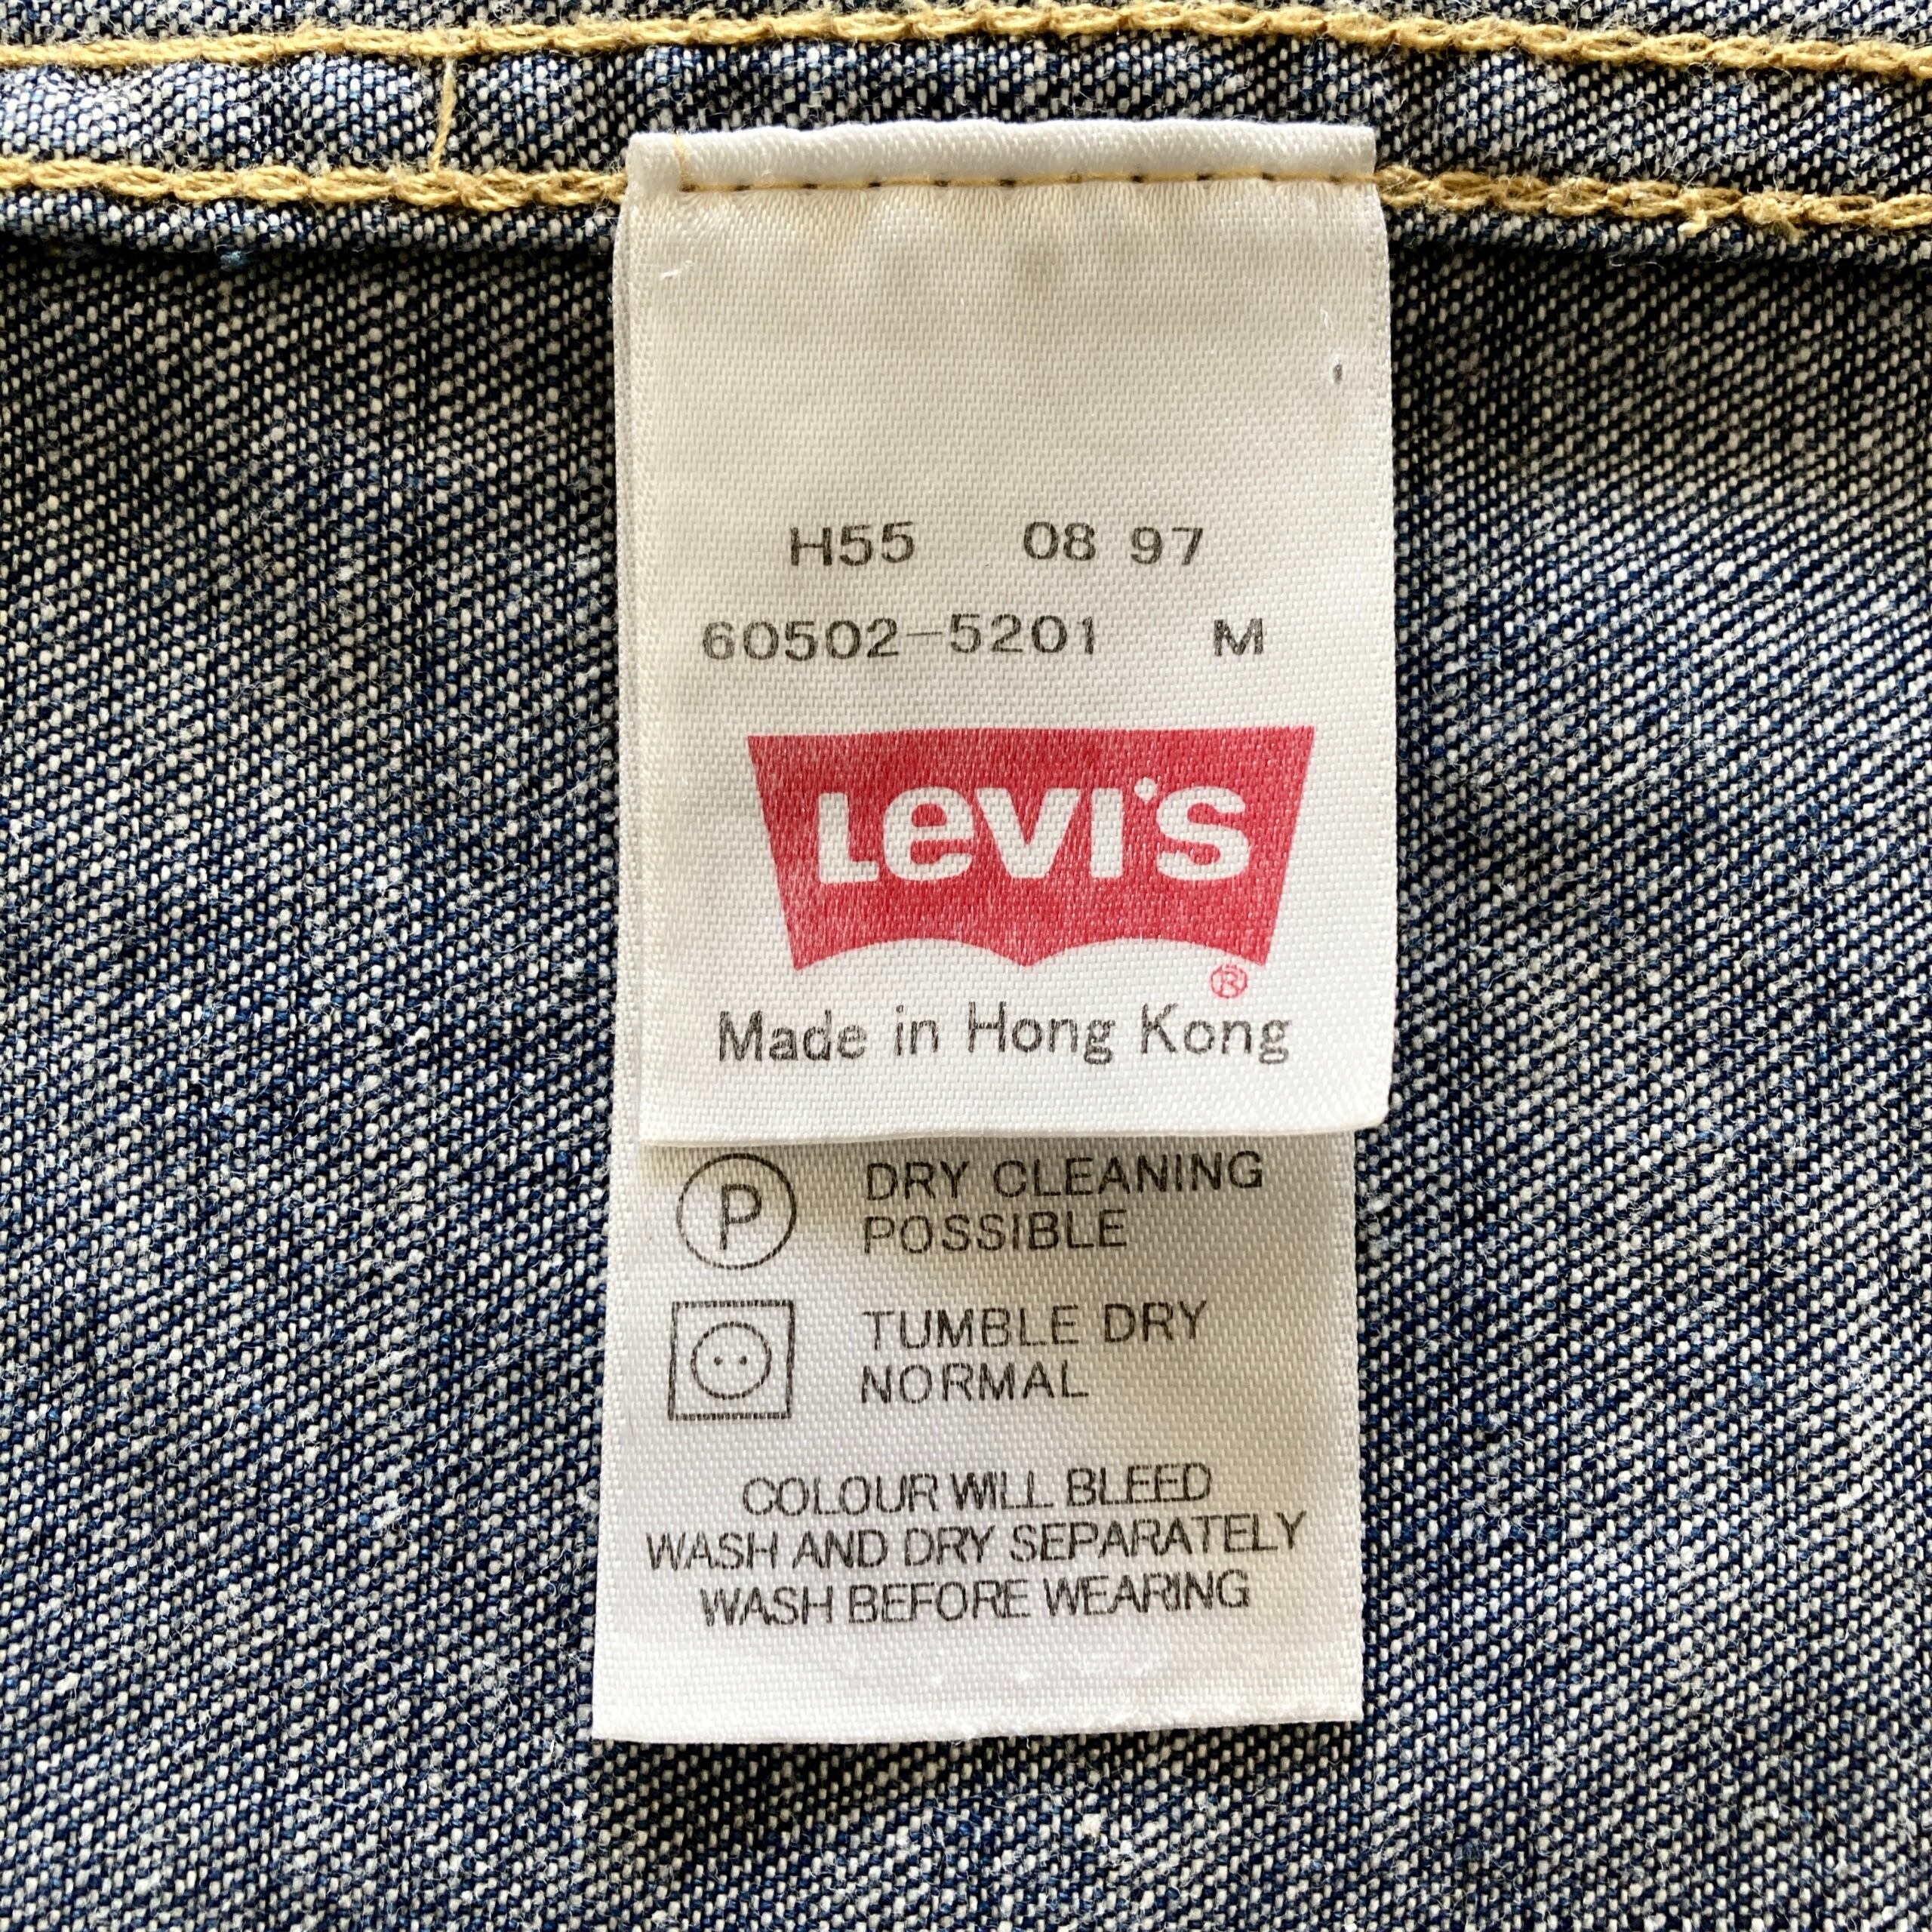 H55 08 97
60502-5201 M
Levi's
®
Made in Hong Kong
P DRY CLEANING
POSSIBLE
TUMBLE DRY
NORMAL
COLOUR WILL BLEED
WASH AND DRY SEPARATELY
WASH BEFORE WEARING